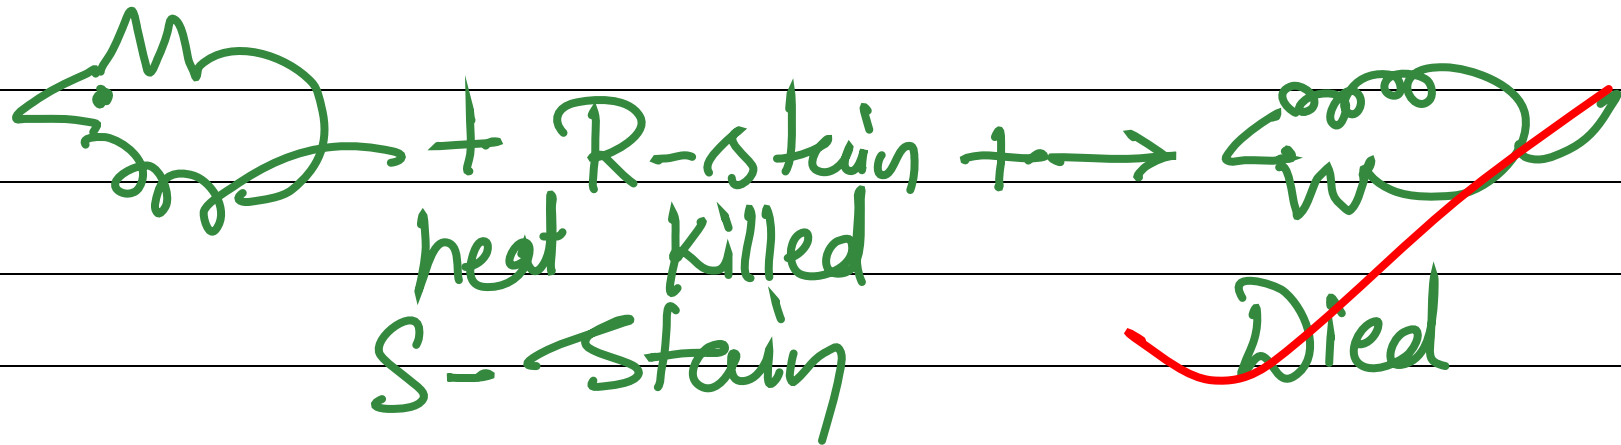 + R-stain + → Died
heat killed
S-stain